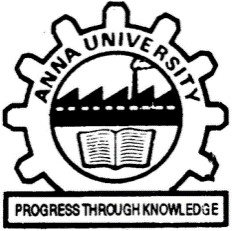 ANNA UNIVERSITY
PROGRESS THROUGH KNOWLEDGE